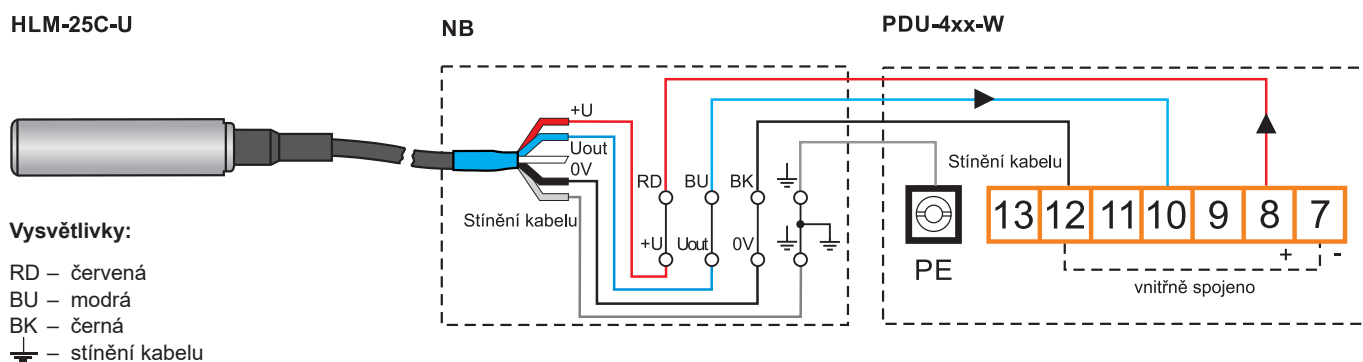 HLM-25C-U
NB
PDU-4xx-W
+U
Uout
0V
Stínění kabelu
RD BU BK
+U Uout 0V
Stínění kabelu
13 12 11 10 9 8 7
PE
+ -
vnitřně spojeno
Vysvětlivky:
RD – červená
BU – modrá
BK – černá
– stínění kabelu